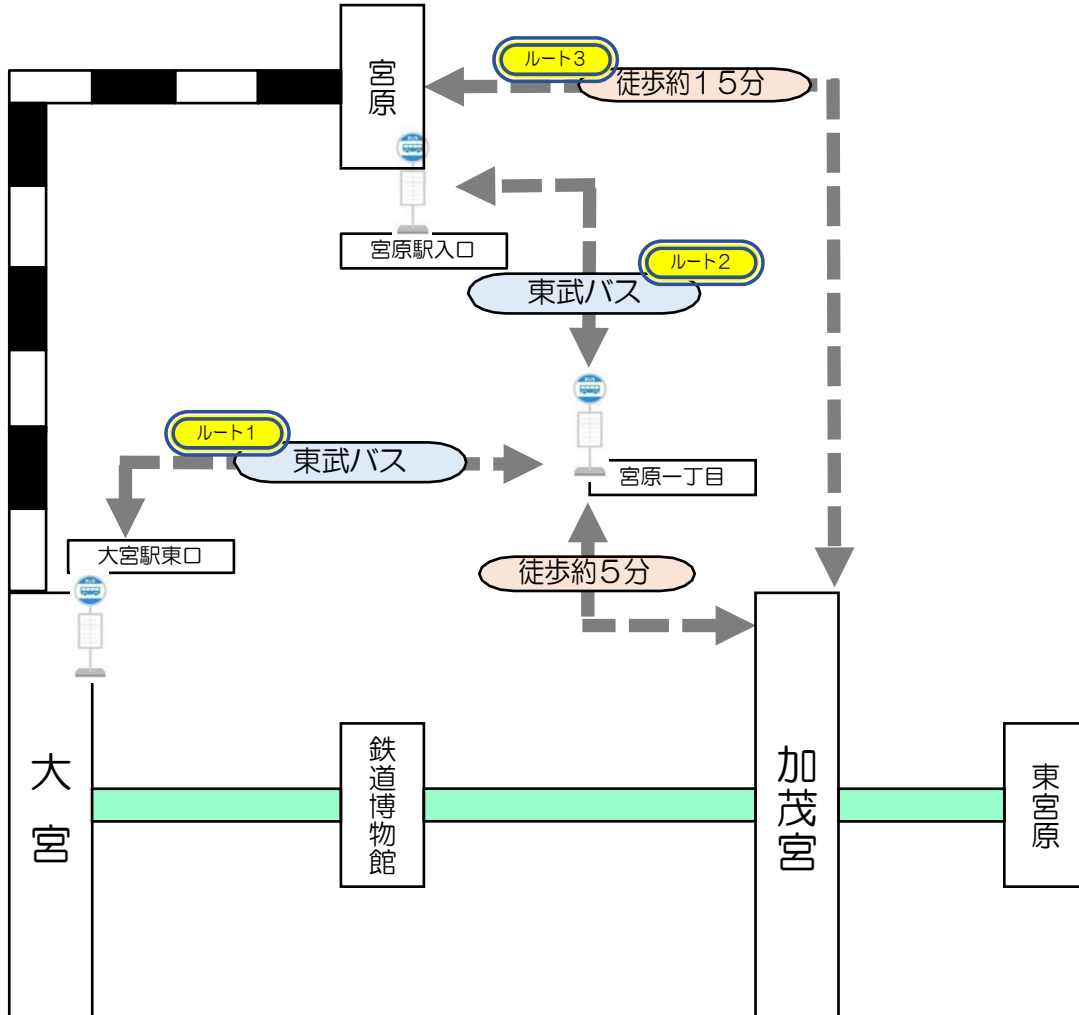 宮原
ルート3
徒歩約１５分
宮原駅入口
ルート2
東武バス
ルート1
東武バス
宮原一丁目
大宮駅東口
徒歩約５分
大宮
鉄道博物館
加茂宮
東宮原